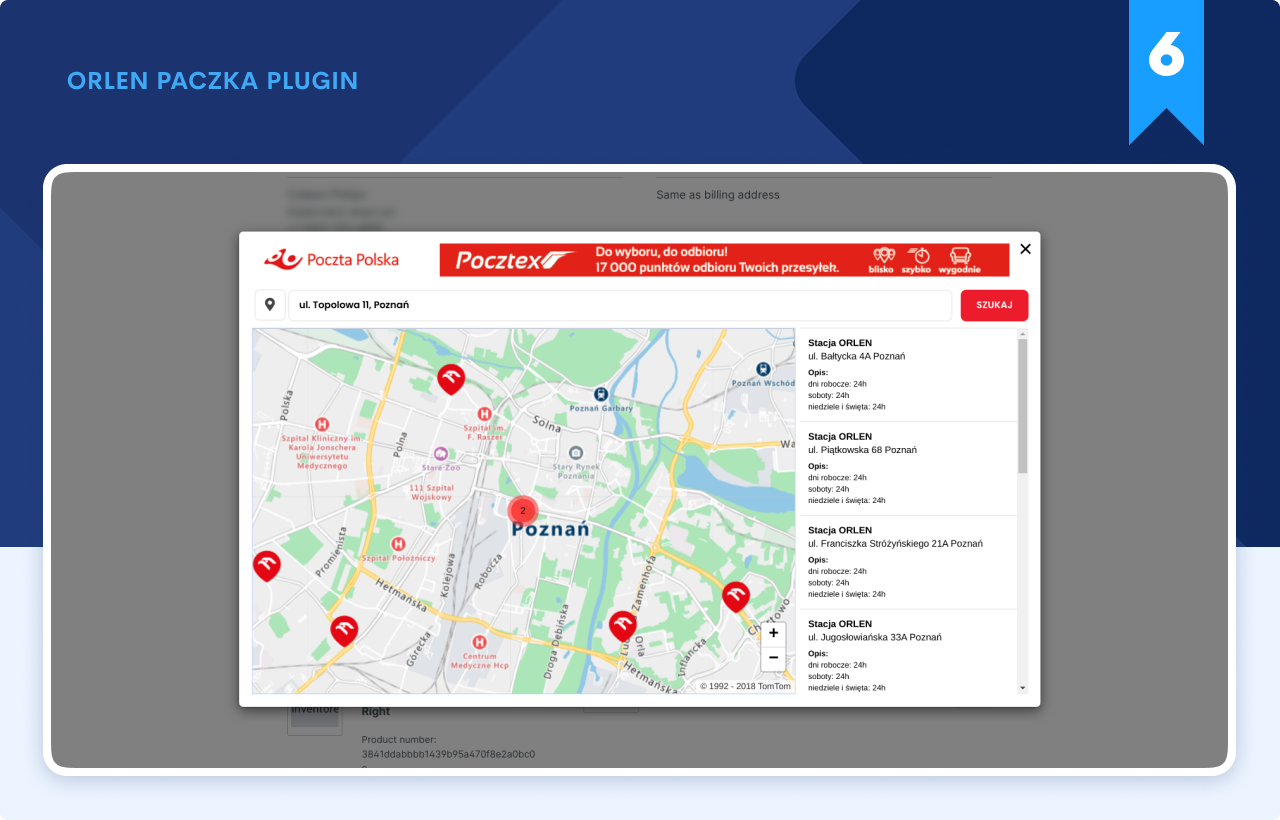 ORLEN PACZKA PLUGIN
6
Same as billing address
Poczta Polska
Pocztex
Do wyboru, do odbioru!
17 000 punktów odbioru Twoich przesyłek.
blisko szybko wygodnie
ul. Topolowa 11, Poznań
SZUKAJ
Polska
Szpital Kliniczny im.
Karola Jonschera
Uniwersytetu
Medycznego
Polna
Szpital im.
F. Raszei
Solna
Poznań Garbary
Poznań Wschód
Wa
Stare Zoo
Stary Rynek
Poznania
111 Szpital
Wojskowy
2
Poznań
Promienista
Szpital Położniczy
Hetmańska
Kolejowa
Robocza
Góreck
Centrum
Medyczne Hcp
Droga Dębińska
Zamenhofa
Orla
Hetmańska
Inflancka
H
+
−
© 1992 - 2018 TomTom
Stacja ORLEN
ul. Bałtycka 4A Poznań
Opis:
dni robocze: 24h
soboty: 24h
niedziele i święta: 24h
Stacja ORLEN
ul. Piątkowska 68 Poznań
Opis:
dni robocze: 24h
soboty: 24h
niedziele i święta: 24h
Stacja ORLEN
ul. Franciszka Stróżyńskiego 21A Poznań
Opis:
dni robocze: 24h
soboty: 24h
niedziele i święta: 24h
Stacja ORLEN
ul. Jugosłowiańska 33A Poznań
Opis:
dni robocze: 24h
soboty: 24h
niedziele i święta: 24h
Inventore
Right
Product number:
3841ddabbbb1439b95a470f8e2a0bc0